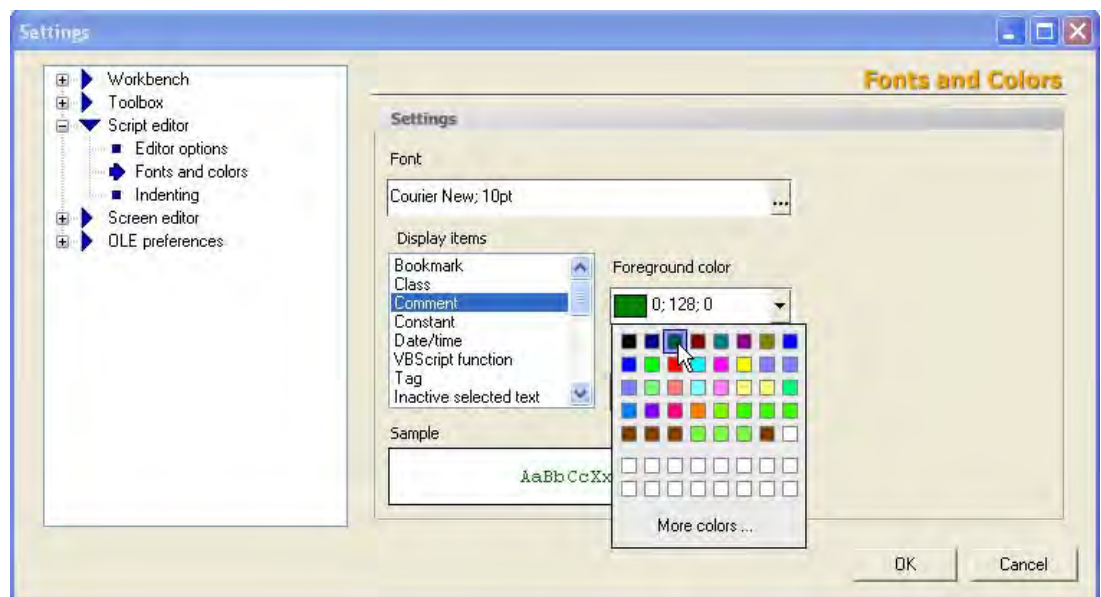 Settings
Workbench
Toolbox
Script editor
Editor options
Fonts and colors
Indenting
Screen editor
OLE preferences
Fonts and Colors
Settings
Font
Courier New; 10pt
...
Display items
Bookmark
Class
Comment
Constant
Date/time
VBScript function
Tag
Inactive selected text
Foreground color
0; 128; 0
More colors ...
Sample
AaBbCcXx
OK
Cancel